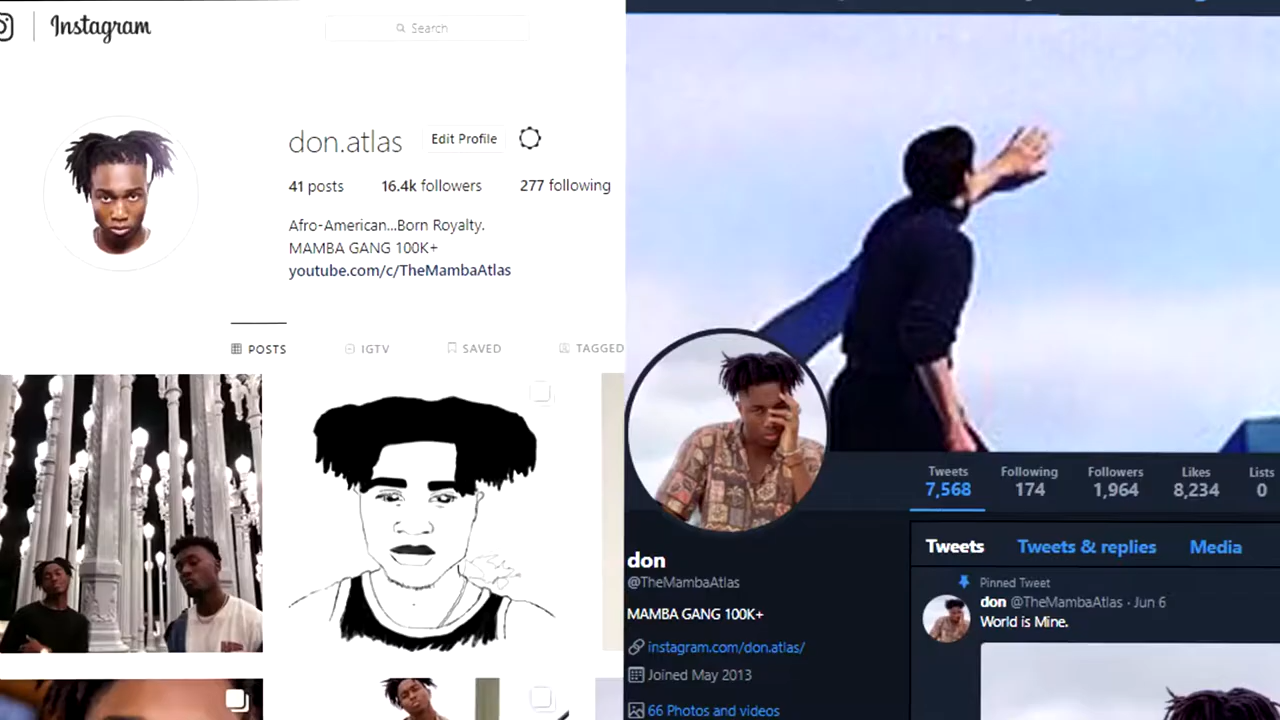 Instagram
Search
don.atlas
Edit Profile
41 posts
16.4k followers
277 following
Afro-American...Born Royalty.
MAMBA GANG 100K+
youtube.com/c/TheMambaAtlas
POSTS
IGTV
SAVED
TAGGED
Tweets
Following
Followers
Likes
Lists
7,568
174
1,964
8,234
0
Tweets
Tweets & replies
Media
don
@TheMambaAtlas
MAMBA GANG 100K+
instagram.com/don.atlas/
Joined May 2013
66 Photos and videos
Pinned Tweet
don @TheMambaAtlas · Jun 6
World is Mine.